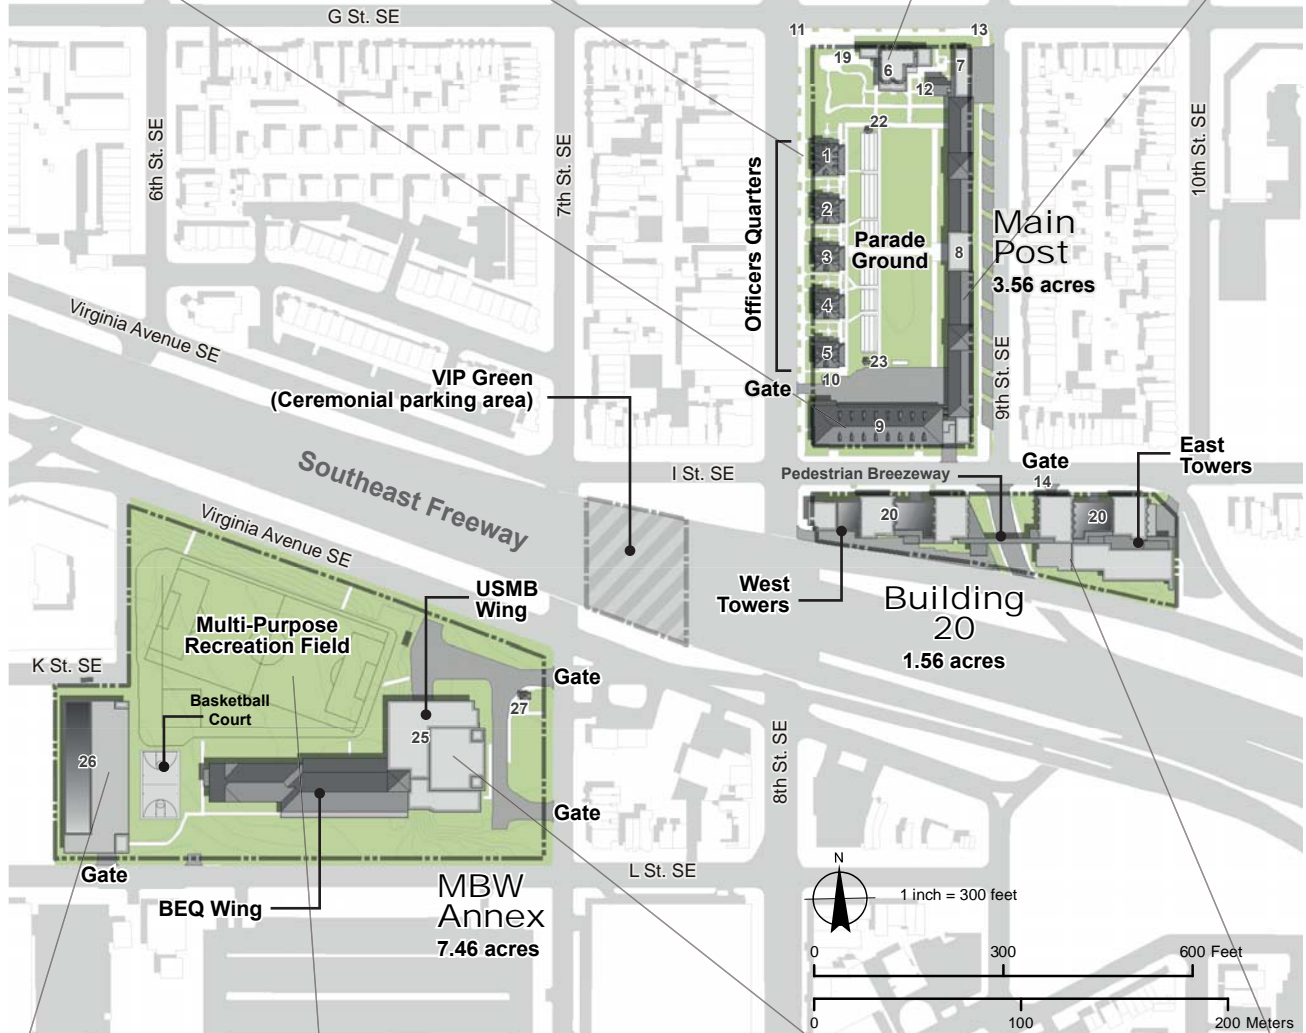 G St. SE
11
13
19
6
7
12
22
6th St. SE
7th St. SE
10th St. SE
Officers Quarters
1
2
3
4
5
Parade
Ground
8
Main
Post
3.56 acres
9th St. SE
23
10
Gate
9
Virginia Avenue SE
VIP Green
(Ceremonial parking area)
Southeast Freeway
I St. SE
Pedestrian Breezeway
Gate
14
East
Towers
20
20
West
Towers
Building
20
1.56 acres
Virginia Avenue SE
USMB
Wing
Multi-Purpose
Recreation Field
K St. SE
Basketball
Court
Gate
27
25
26
Gate
8th St. SE
Gate
BEQ Wing
L St. SE
MBW
Annex
7.46 acres
N
1 inch = 300 feet
0 300 600 Feet
0 100 200 Meters